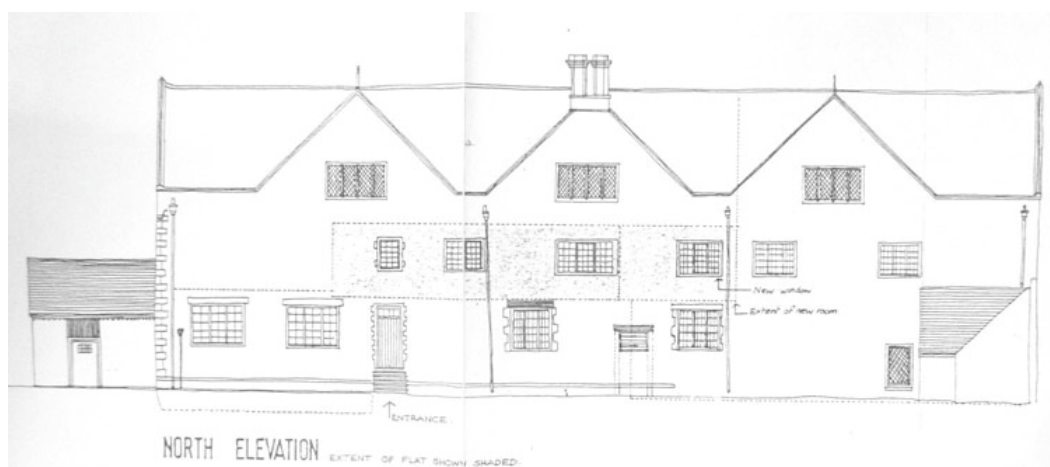 New window
Extent of new room
ENTRANCE
NORTH ELEVATION EXTENT OF FLAT SHOWN SHADED.